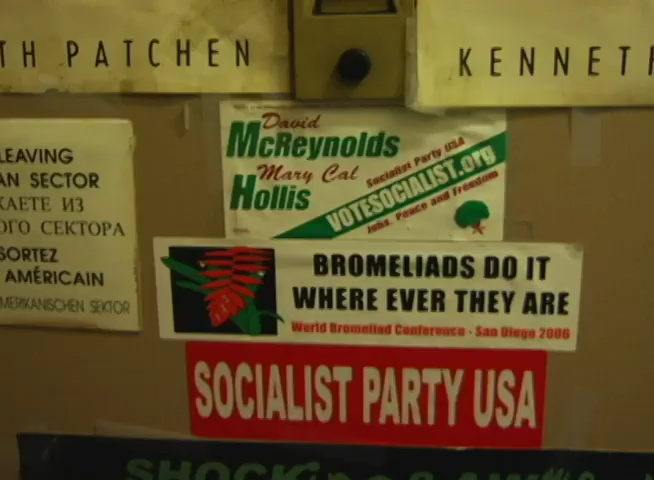 TH PATCHEN
KENNETH
LEAVING
AN SECTOR
КАЕТЕ ИЗ
ОГО СЕКТОРА
SORTEZ
AMÉRICAIN
MERIKANISCHEN SEKTOR
David
McReynolds
Mary Cal
Hollis
Socialist Party USA
VOTESOCIALIST.org
Jobs, Peace and Freedom
BROMELIADS DO IT
WHERE EVER THEY ARE
World Bromeliad Conference - San Diego 2006
SOCIALIST PARTY USA